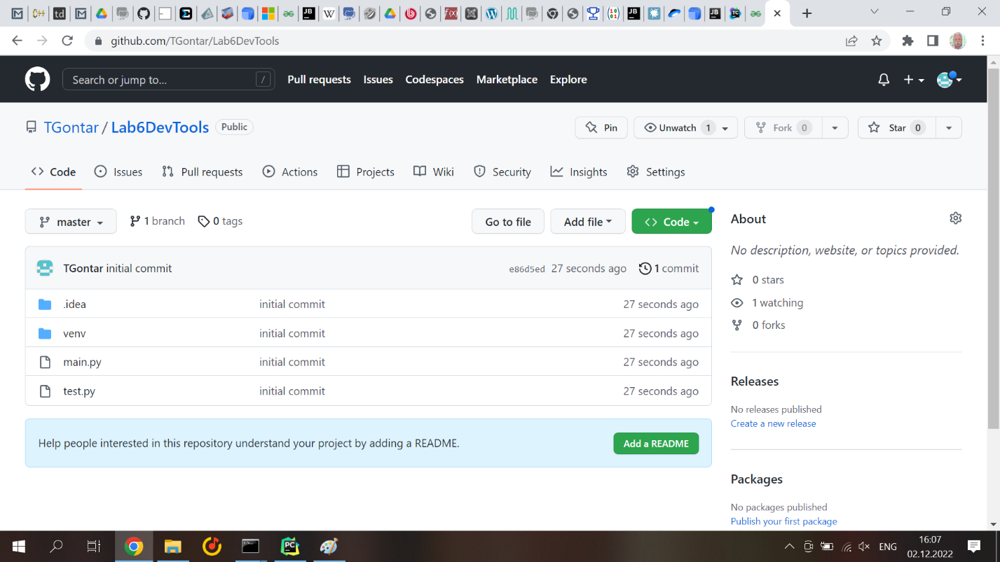 C++ td JB W JB JB TC
github.com/TGontar/Lab6DevTools
Search or jump to... / Pull requests Issues Codespaces Marketplace Explore
TGontar / Lab6DevTools Public Pin Unwatch 1 Fork 0 Star 0
Code Issues Pull requests Actions Projects Wiki Security Insights Settings
master 1 branch 0 tags Go to file Add file Code
TGontar initial commit e86d5ed 27 seconds ago 1 commit
.idea initial commit 27 seconds ago
venv initial commit 27 seconds ago
main.py initial commit 27 seconds ago
test.py initial commit 27 seconds ago
Help people interested in this repository understand your project by adding a README. Add a README
About
No description, website, or topics provided.
0 stars
1 watching
0 forks
Releases
No releases published
Create a new release
Packages
No packages published
Publish your first package
PC
ENG
16:07
02.12.2022